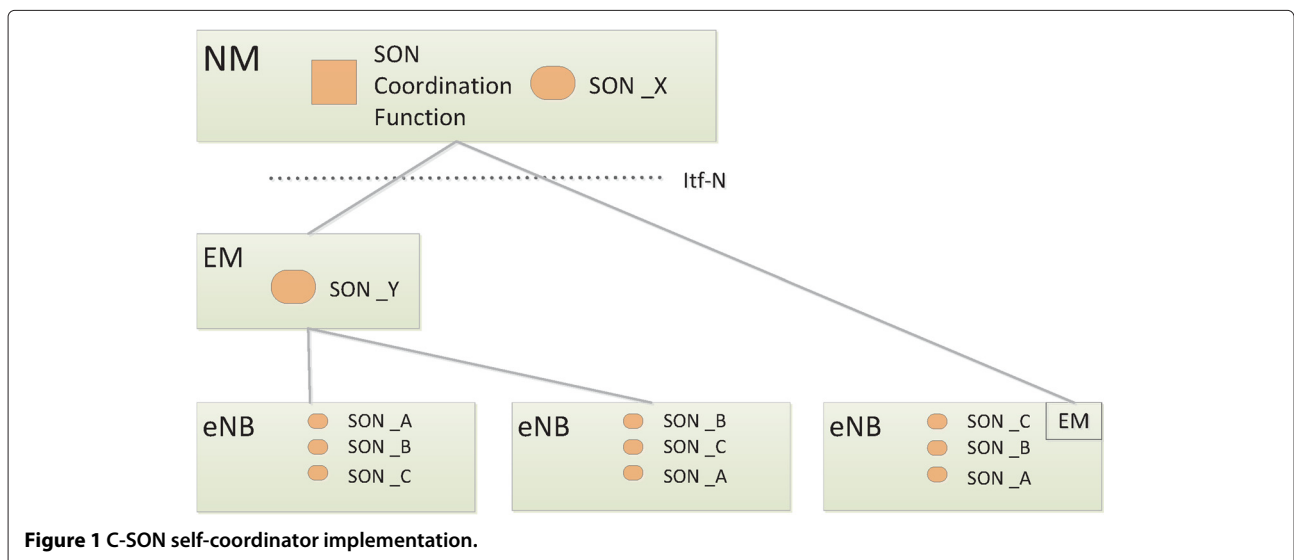 NM
SON
Coordination
Function
SON _X
Itf-N
EM
SON _Y
eNB
SON _A
SON _B
SON _C
eNB
SON _B
SON _C
SON _A
eNB
SON _C
SON _B
SON _A
EM
Figure 1 C-SON self-coordinator implementation.